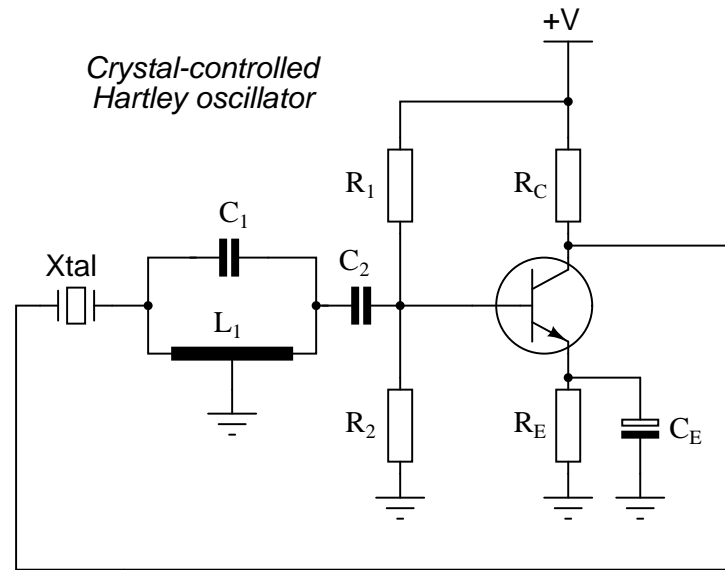 +V
Crystal-controlled
Hartley oscillator
R1
RC
C1
Xtal
C2
L1
R2
RE
CE